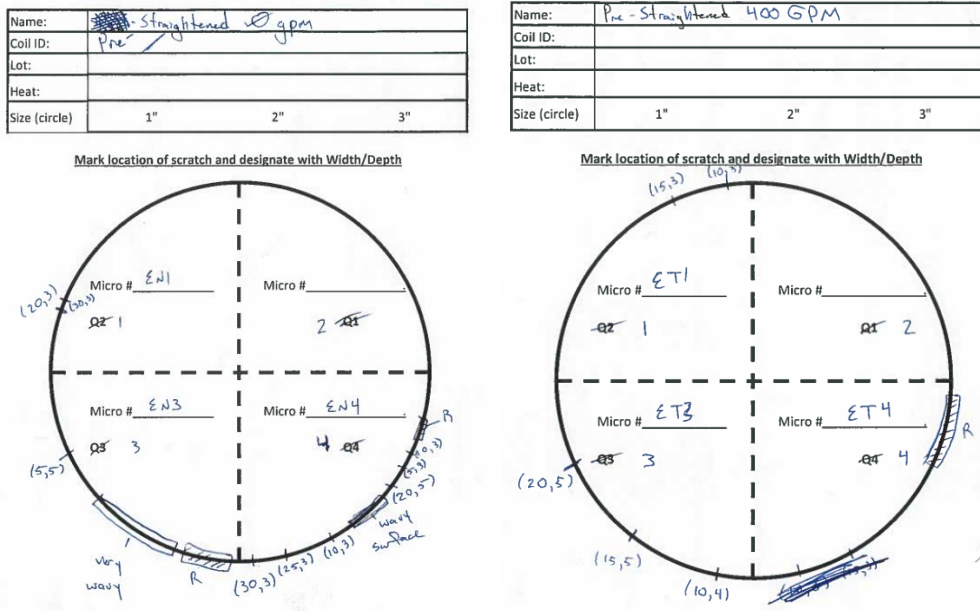 Name: -Straightened 0 gpm
Coil ID: Pre-
Lot:
Heat:
Size (circle) 1" 2" 3"
Mark location of scratch and designate with Width/Depth
Micro # EN1 Micro #
Q2 1 2 Q1
(20,3) (30,3)
Micro # EN3 Micro # EN4
Q3 3 4 Q4
R
(5,5)
(5,3)
(20,5)
wavy
surface
(10,3)
(25,3)
(30,3)
R
very
wavy
Name: Pre-Straightened 400 GPM
Coil ID:
Lot:
Heat:
Size (circle) 1" 2" 3"
Mark location of scratch and designate with Width/Depth
(15,3) (10,3)
Micro # ET1 Micro #
Q2 1 Q1 2
Micro # ET3 Micro # ET4
Q3 3 Q4 4
R
(20,5)
(15,5)
(10,4)